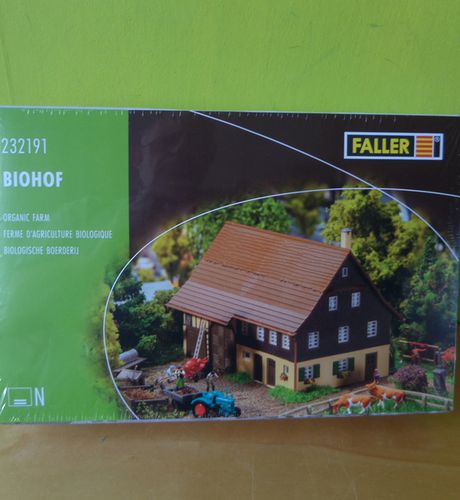 232191
BIOHOF
ORGANIC FARM
FERME D'AGRICULTURE BIOLOGIQUE
BIOLOGISCHE BOERDERIJ
FALLER
N